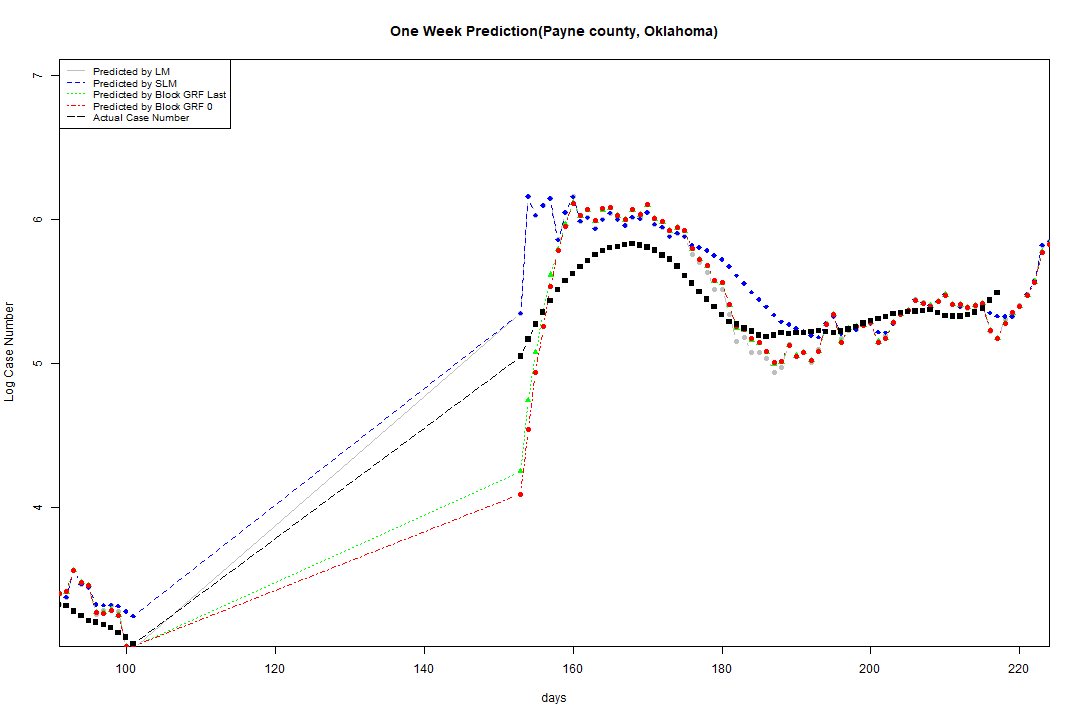 One Week Prediction(Payne county, Oklahoma)
Predicted by LM
Predicted by SLM
Predicted by Block GRF Last
Predicted by Block GRF 0
Actual Case Number
7
6
5
4
Log Case Number
100 120 140 160 180 200 220
days